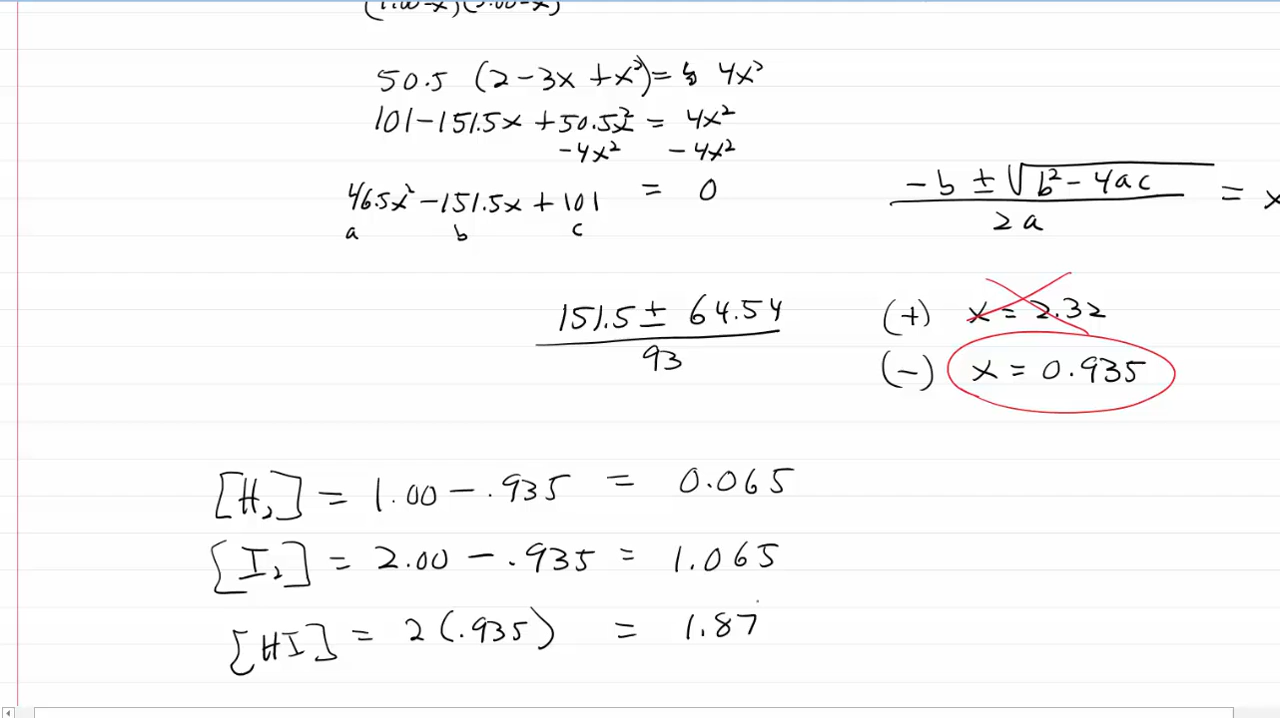 50.5 (2 - 3x + x²) = 4x²
101 - 151.5x + 50.5x² = 4x²
-4x² - 4x²
46.5x² - 151.5x + 101 = 0
a b c
-b ± √b² - 4ac / 2a = x
151.5 ± 64.54 / 93
(+) x = 2.32
(-) x = 0.935
[H₂] = 1.00 - .935 = 0.065
[I₂] = 2.00 - .935 = 1.065
[HI] = 2(.935) = 1.87